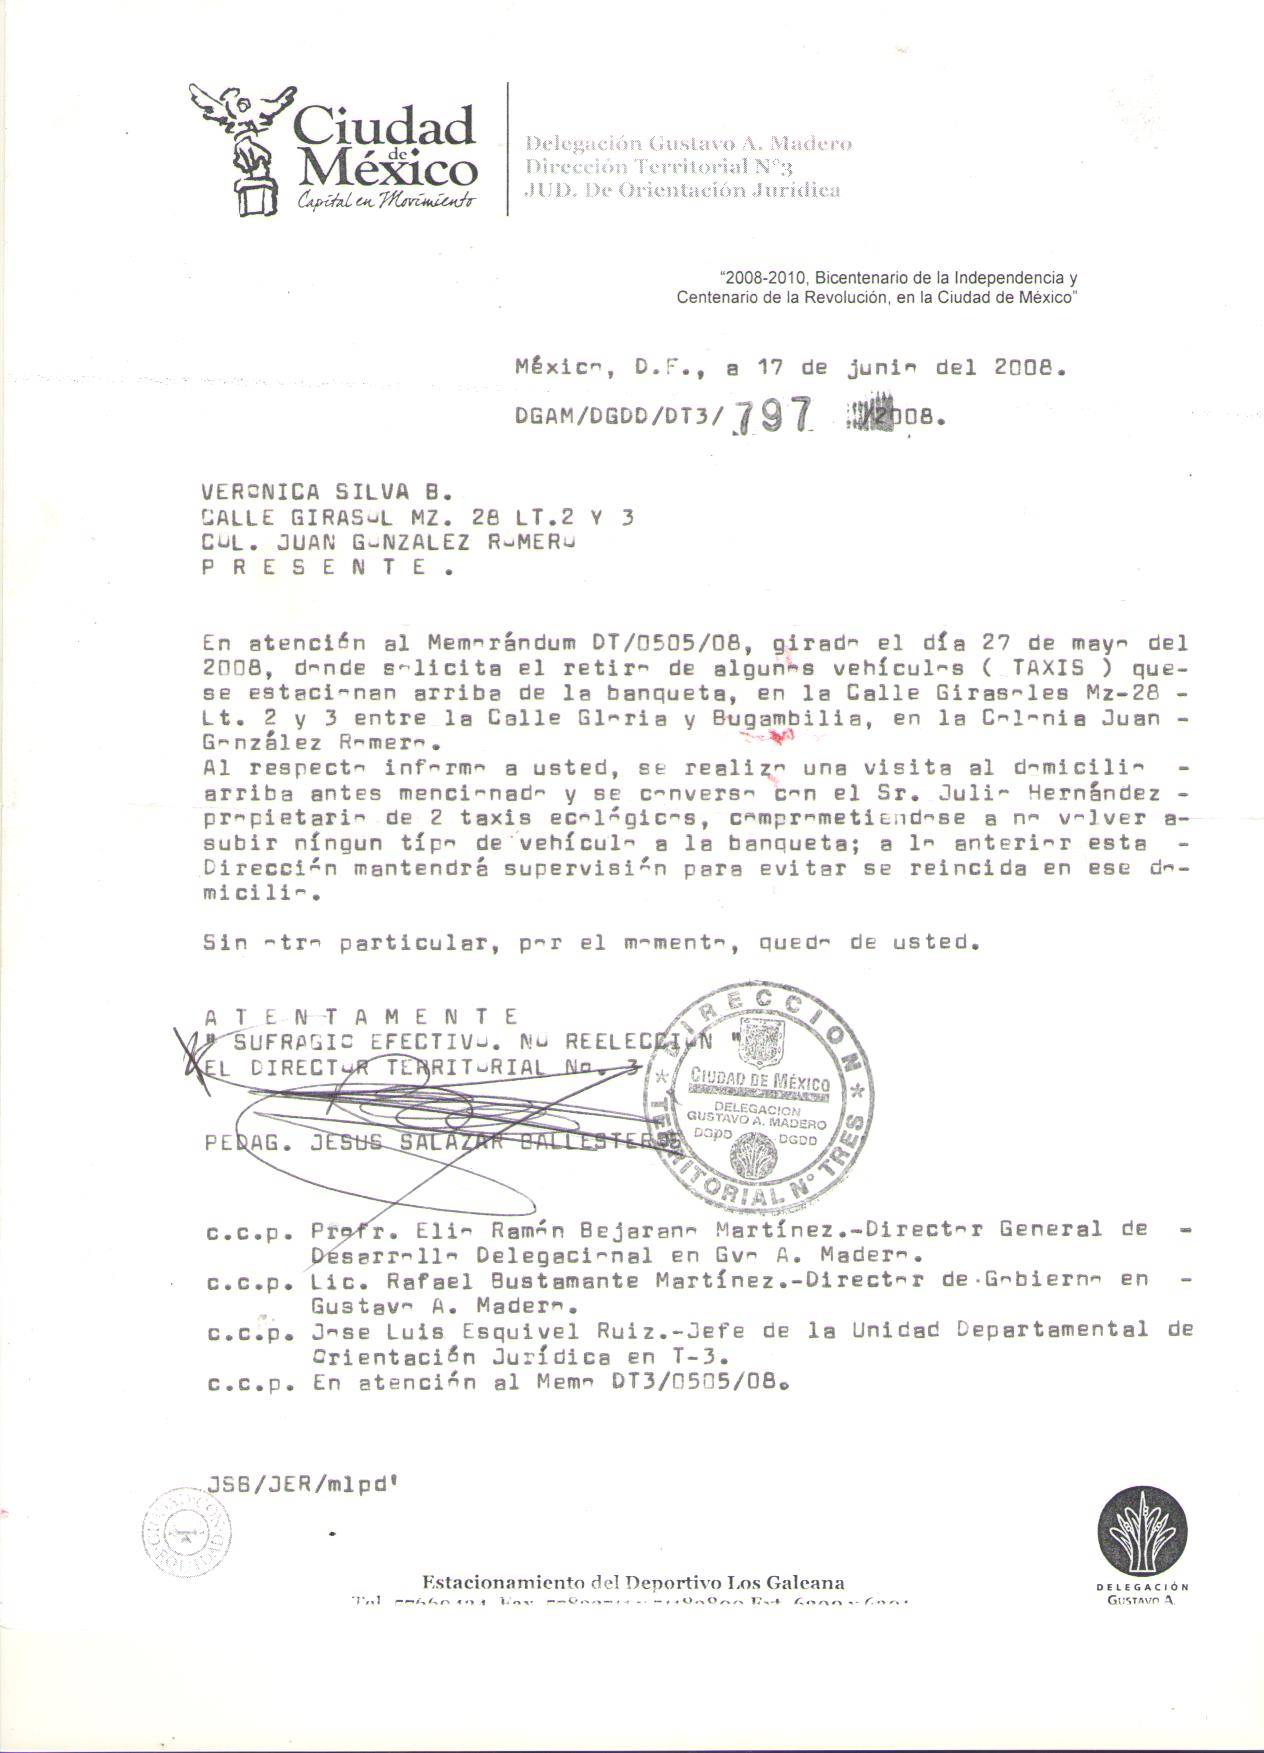 Ciudad
de
México
Capital en Movimiento
Delegación Gustavo A. Madero
Dirección Territorial N°3
JUD. De Orientación Jurídica
“2008-2010, Bicentenario de la Independencia y
Centenario de la Revolución, en la Ciudad de México”
México, D.F., a 17 de junio del 2008.
DGAM/DGDD/DT3/ 797 /2008.
VERONICA SILVA B.
CALLE GIRASOL MZ. 28 LT.2 Y 3
COL. JUAN GONZALEZ ROMERO
P R E S E N T E .
En atención al Memorándum DT/0505/08, girado el día 27 de mayo del
2008, donde solicita el retiro de algunos vehículos ( TAXIS ) que-
se estacionan arriba de la banqueta, en la Calle Girasoles Mz-28 -
Lt. 2 y 3 entre la Calle Gloria y Bugambilia, en la Colonia Juan -
González Romero.
Al respecto informo a usted, se realizo una visita al domicilio -
arriba antes mencionado y se converso con el Sr. Julio Hernández -
propietario de 2 taxis ecológicos, comprometiendose a no volver a-
subir níngun típo de vehículo a la banqueta; a lo anterior esta -
Dirección mantendrá supervisión para evitar se reincida en ese do-
micilio.
Sin otro particular, por el momento, quedo de usted.
A T E N T A M E N T E
" SUFRAGIO EFECTIVO. NO REELECCION "
EL DIRECTOR TERRITORIAL No. 3
PEDAG. JESUS SALAZAR BALLESTEROS
DIRECCION
TERRITORIAL N° TRES
CIUDAD DE MÉXICO
DELEGACION
GUSTAVO A. MADERO
DGDD
c.c.p. Profr. Elio Ramón Bejarano Martínez.-Director General de -
Desarrollo Delegacional en Gvo A. Madero.
c.c.p. Lic. Rafael Bustamante Martínez.-Director de Gobierno en -
Gustavo A. Madero.
c.c.p. Jose Luis Esquivel Ruiz.-Jefe de la Unidad Departamental de
Orientación Jurídica en T-3.
c.c.p. En atención al Memo DT3/0505/08.
JSB/JER/mlpd'
CIUDAD CON
EQUIDAD
Estacionamiento del Deportivo Los Galeana
DELEGACIÓN
GUSTAVO A.